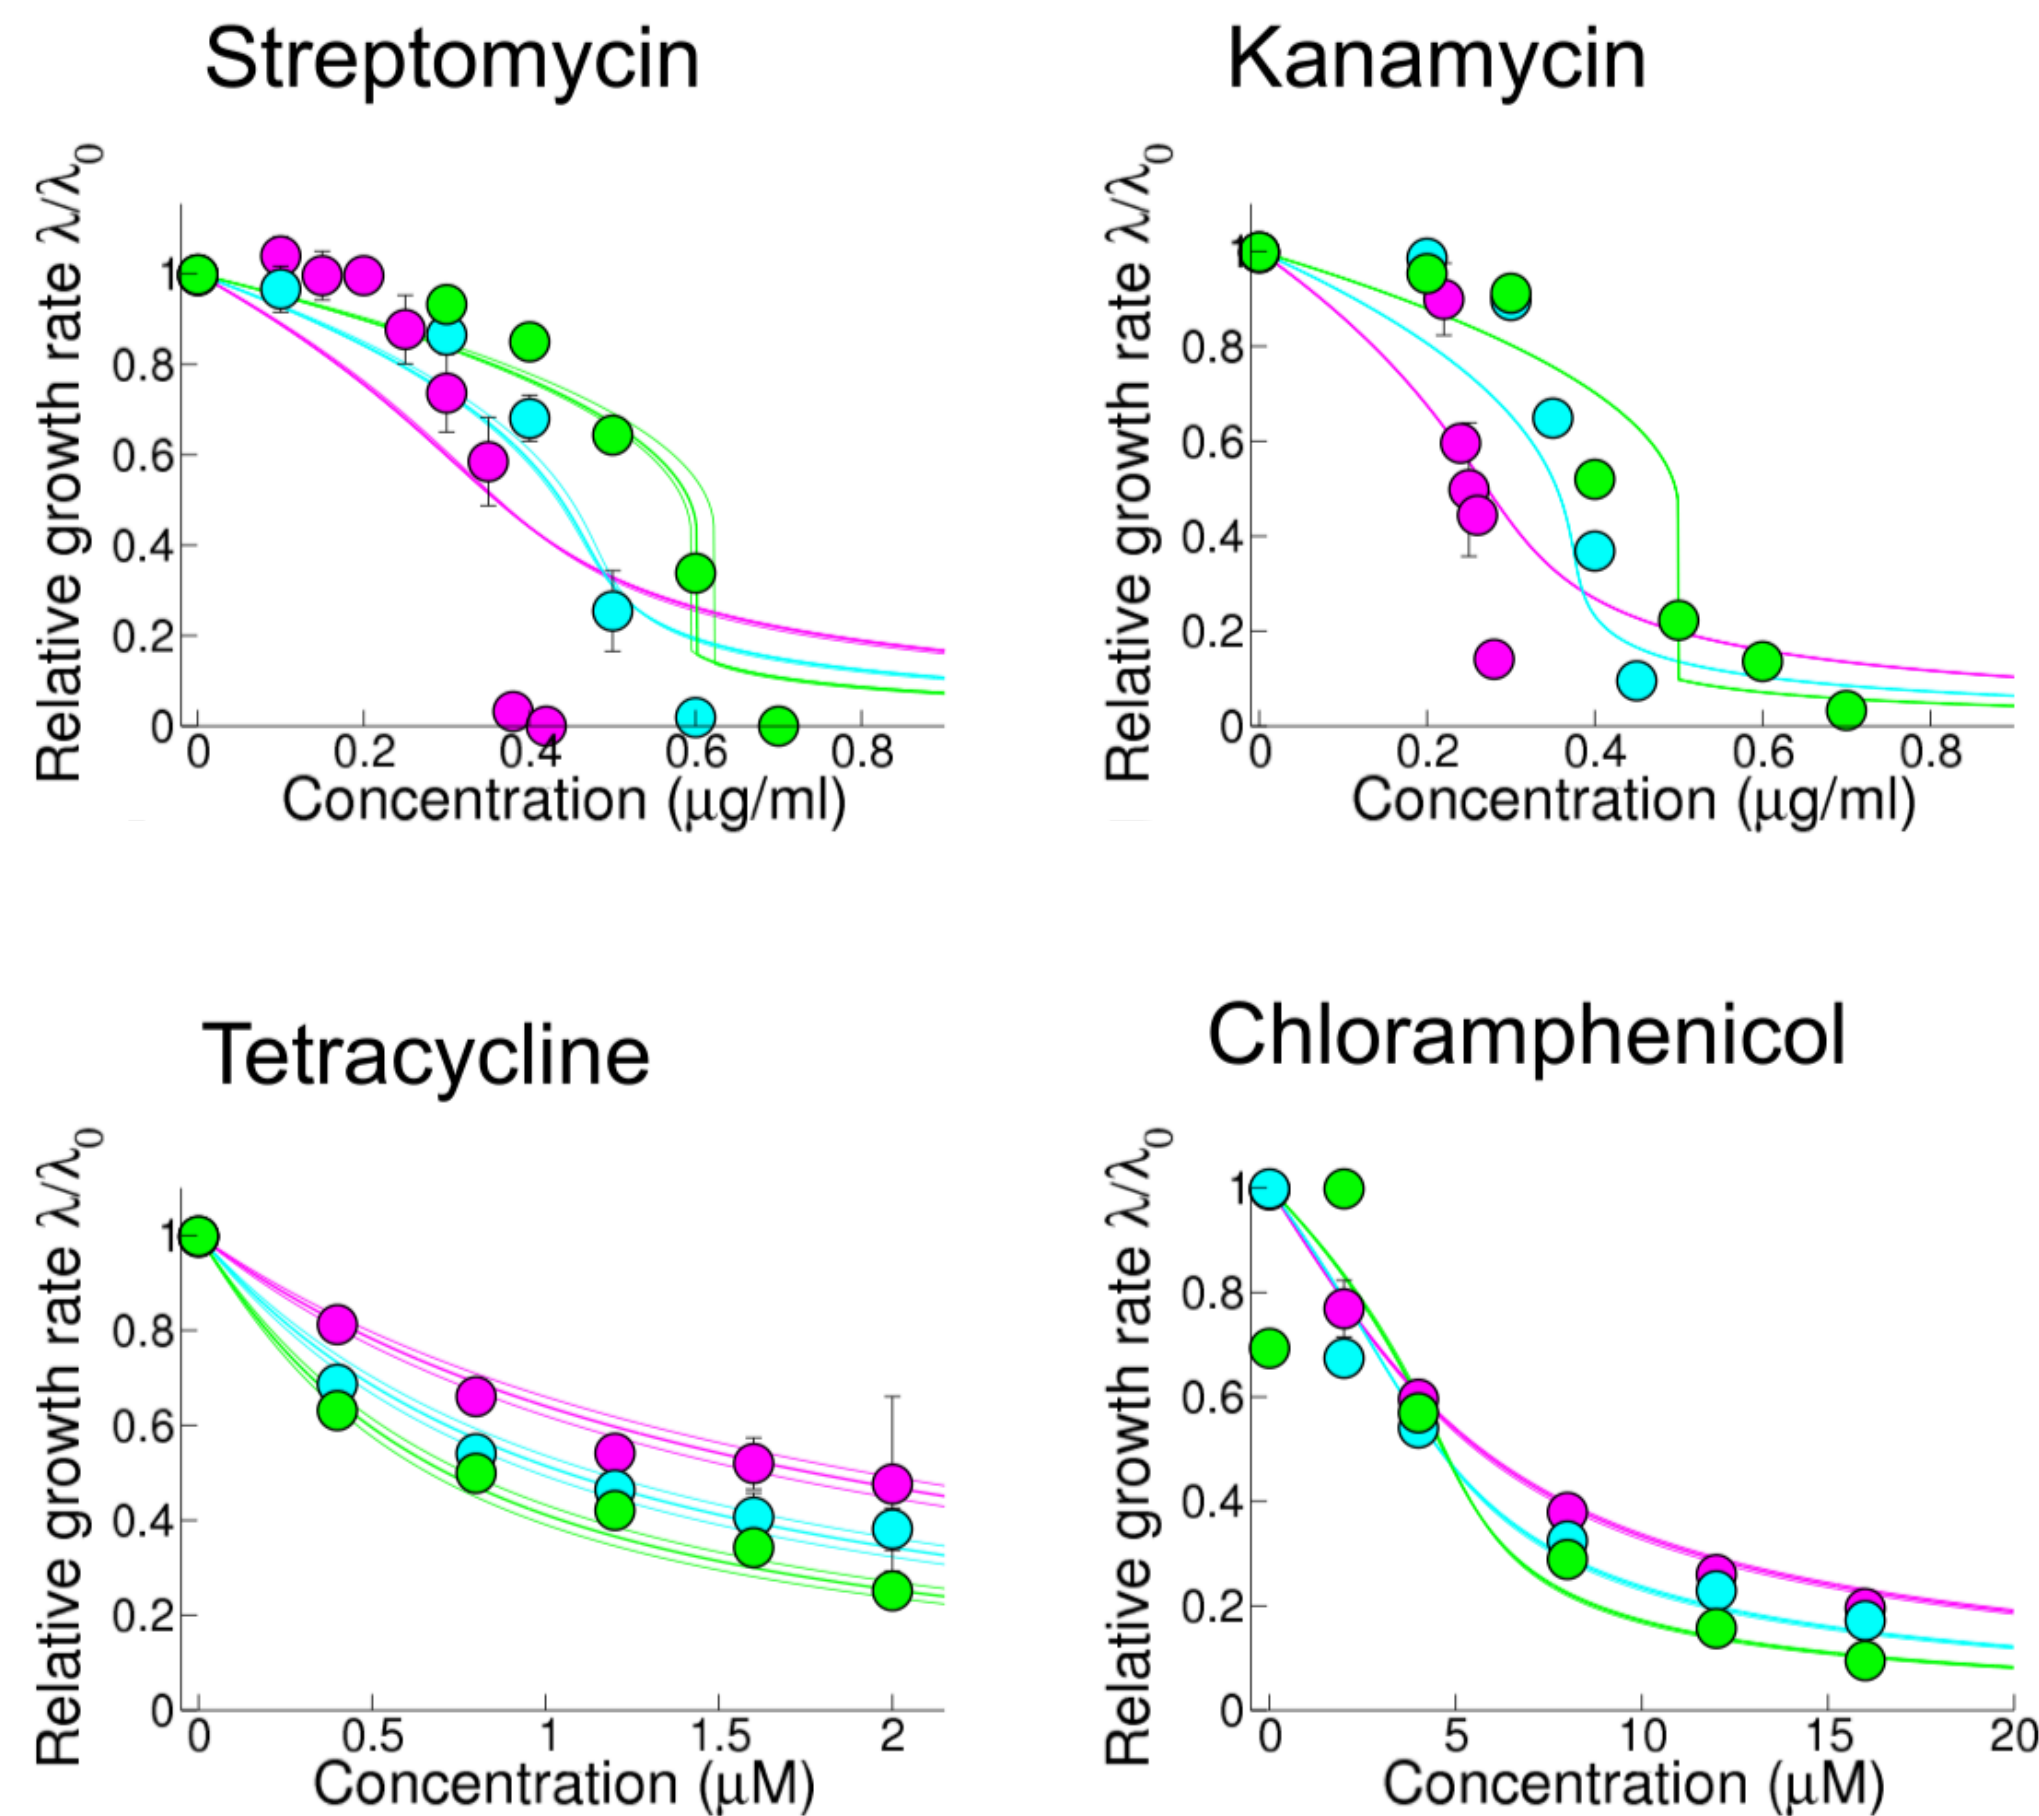 Streptomycin
Relative growth rate λ/λ0
1
0.8
0.6
0.4
0.2
0
0 0.2 0.4 0.6 0.8
Concentration (μg/ml)
Kanamycin
Relative growth rate λ/λ0
1
0.8
0.6
0.4
0.2
0
0 0.2 0.4 0.6 0.8
Concentration (μg/ml)
Tetracycline
Relative growth rate λ/λ0
1
0.8
0.6
0.4
0.2
0
0 0.5 1 1.5 2
Concentration (μM)
Chloramphenicol
Relative growth rate λ/λ0
1
0.8
0.6
0.4
0.2
0
0 5 10 15 20
Concentration (μM)